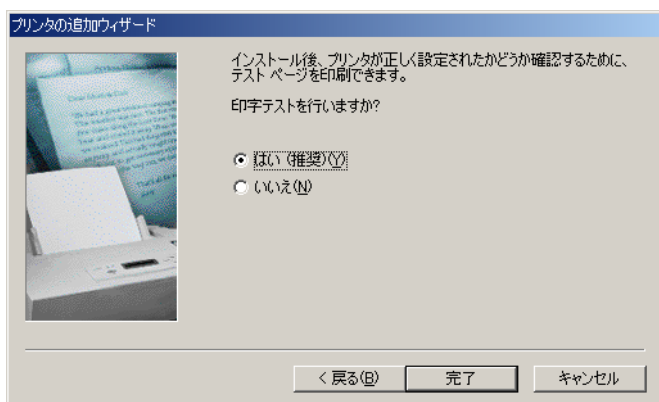 プリンタの追加ウィザード
インストール後、プリンタが正しく設定されたかどうか確認するために、
テスト ページを印刷できます。
印字テストを行いますか?
はい (推奨)(Y)
いいえ(N)
< 戻る(B)
完了
キャンセル